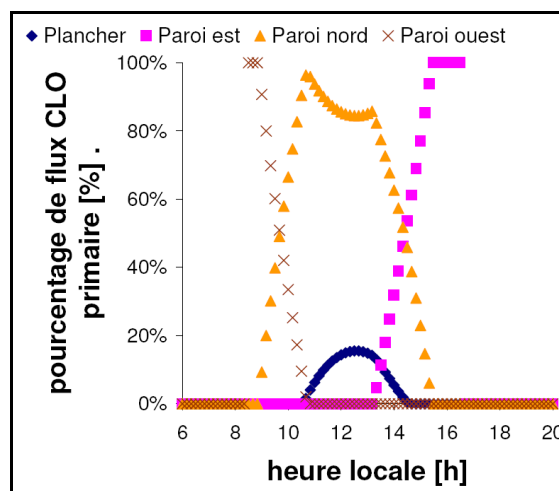 Plancher Paroi est Paroi nord Paroi ouest
pourcentage de flux CLO
primaire [%] .
100%
80%
60%
40%
20%
0%
6 8 10 12 14 16 18 20
heure locale [h]